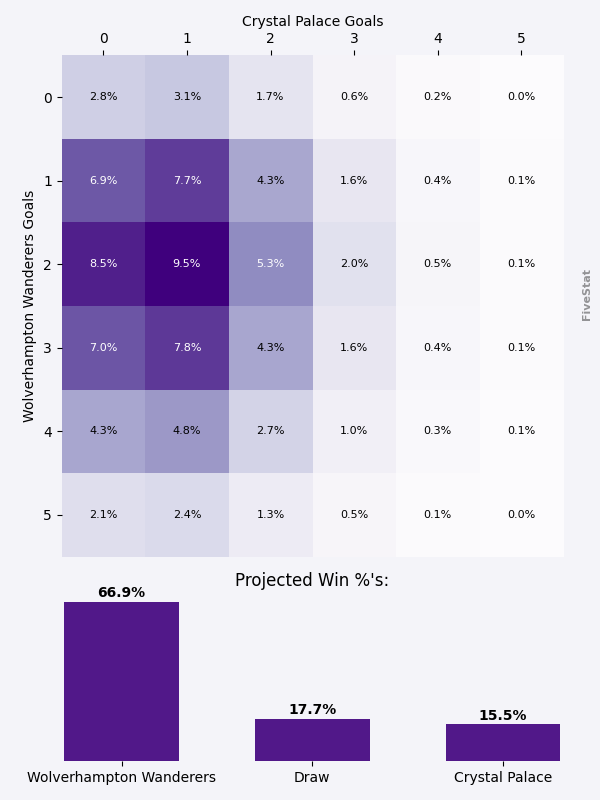 Crystal Palace Goals
0 1 2 3 4 5
0 2.8% 3.1% 1.7% 0.6% 0.2% 0.0%
1 6.9% 7.7% 4.3% 1.6% 0.4% 0.1%
2 8.5% 9.5% 5.3% 2.0% 0.5% 0.1%
3 7.0% 7.8% 4.3% 1.6% 0.4% 0.1%
4 4.3% 4.8% 2.7% 1.0% 0.3% 0.1%
5 2.1% 2.4% 1.3% 0.5% 0.1% 0.0%
Wolverhampton Wanderers Goals
FiveStat
Projected Win %'s:
66.9%
17.7%
15.5%
Wolverhampton Wanderers Draw Crystal Palace